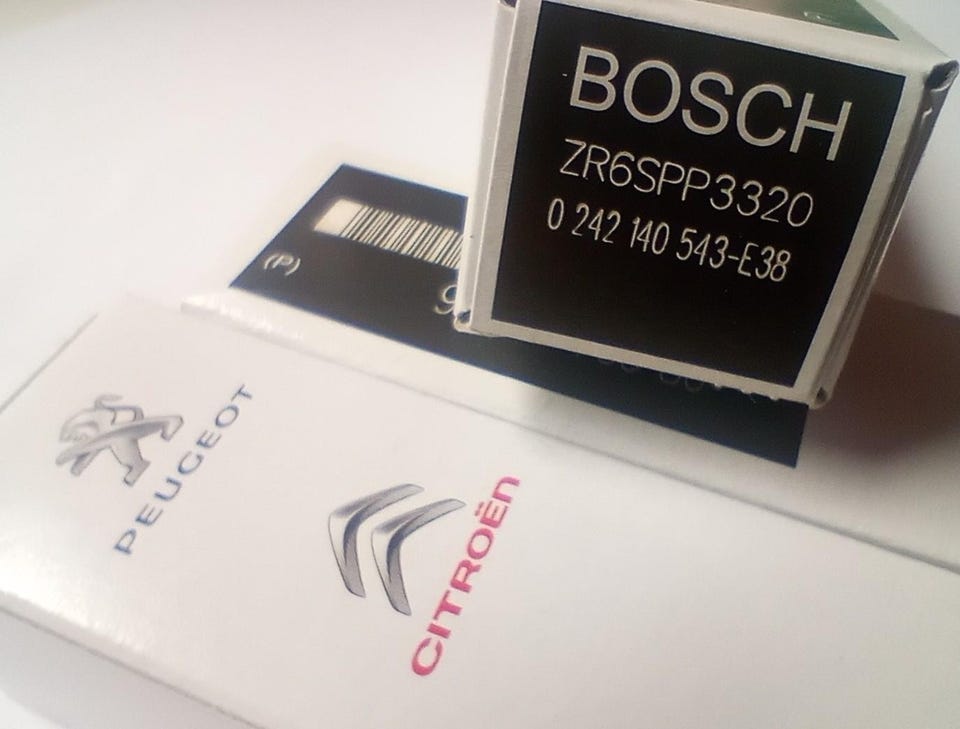 BOSCH
ZR6SPP3320
0 242 140 543-E38
(P)
PEUGEOT
CITROËN